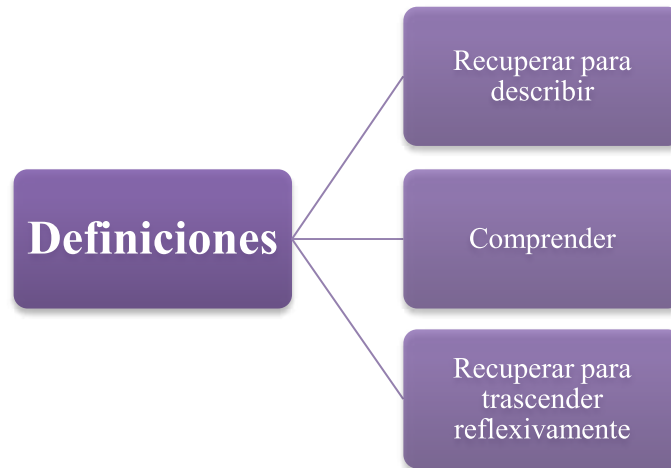 Definiciones
Recuperar para
describir
Comprender
Recuperar para
trascender
reflexivamente